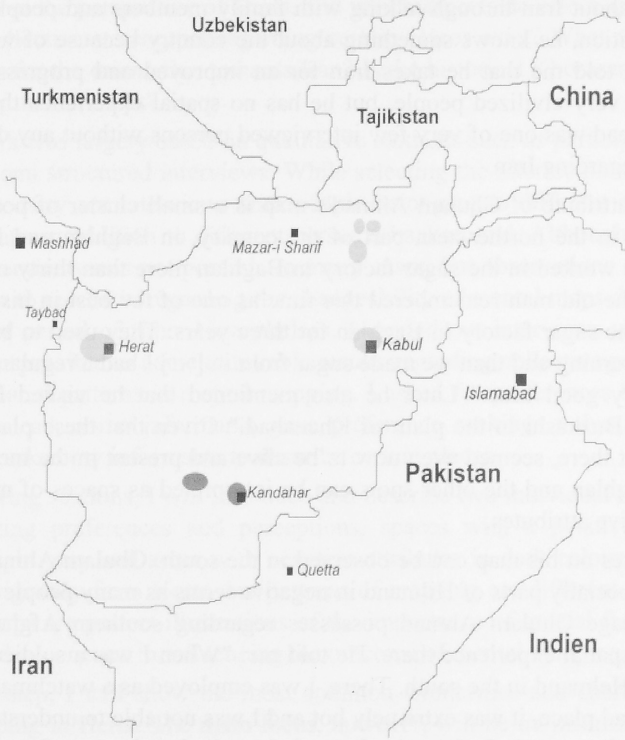 Uzbekistan
Turkmenistan
Tajikistan
China
Mashhad
Mazar-i Sharif
Taybad
Herat
Kabul
Islamabad
Pakistan
Kandahar
Quetta
Indien
Iran